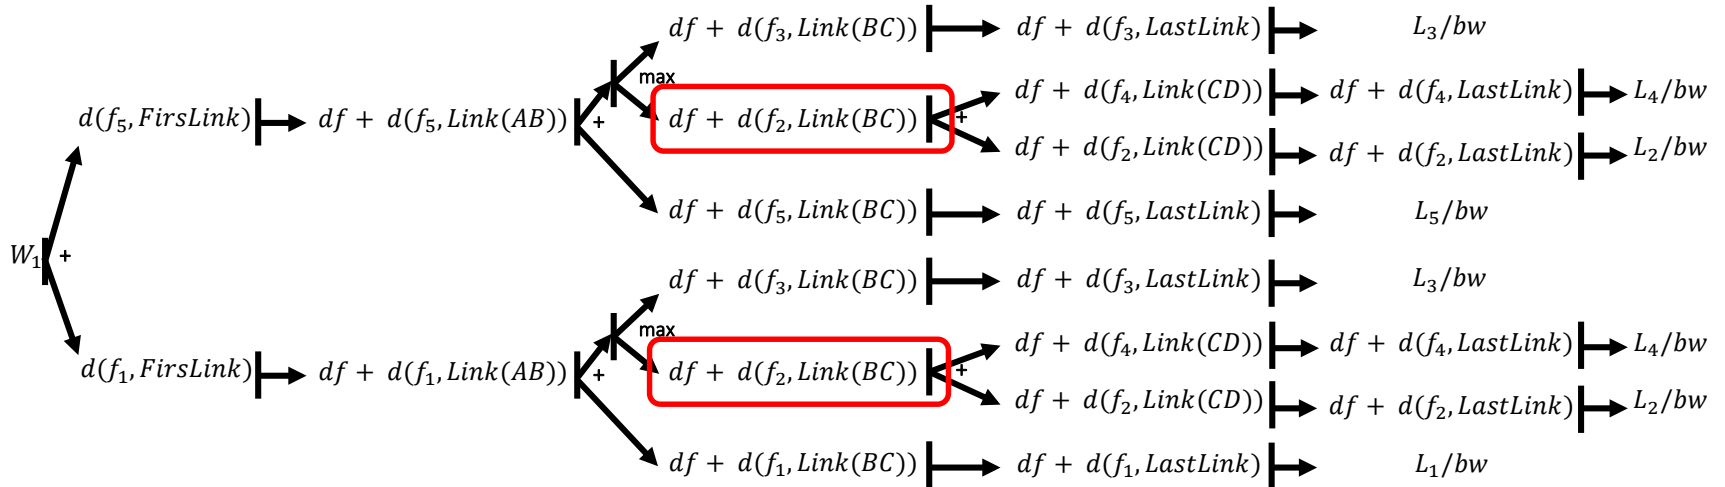 df + d(f₃, Link(BC)) df + d(f₃, LastLink) L₃/bw
max
df + d(f₄, Link(CD)) df + d(f₄, LastLink) L₄/bw
d(f₅, FirsLink) df + d(f₅, Link(AB)) + df + d(f₂, Link(BC)) +
df + d(f₂, Link(CD)) df + d(f₂, LastLink) L₂/bw
df + d(f₅, Link(BC)) df + d(f₅, LastLink) L₅/bw
W₁ +
df + d(f₃, Link(BC)) df + d(f₃, LastLink) L₃/bw
max
df + d(f₄, Link(CD)) df + d(f₄, LastLink) L₄/bw
d(f₁, FirsLink) df + d(f₁, Link(AB)) + df + d(f₂, Link(BC)) +
df + d(f₂, Link(CD)) df + d(f₂, LastLink) L₂/bw
df + d(f₁, Link(BC)) df + d(f₁, LastLink) L₁/bw